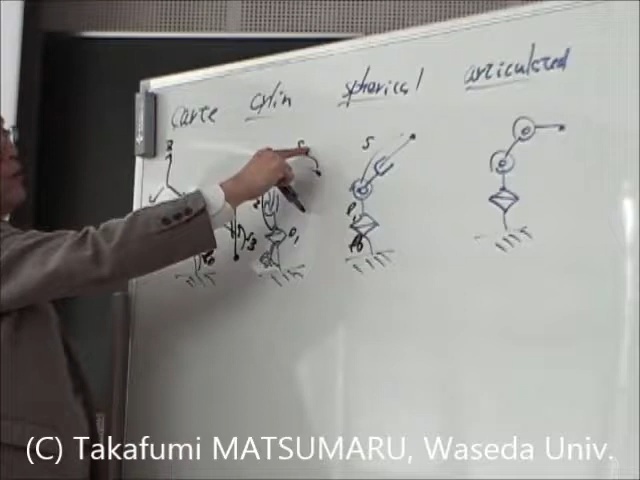 carte cylin spherical articulated
S S
(C) Takafumi MATSUMARU, Waseda Univ.